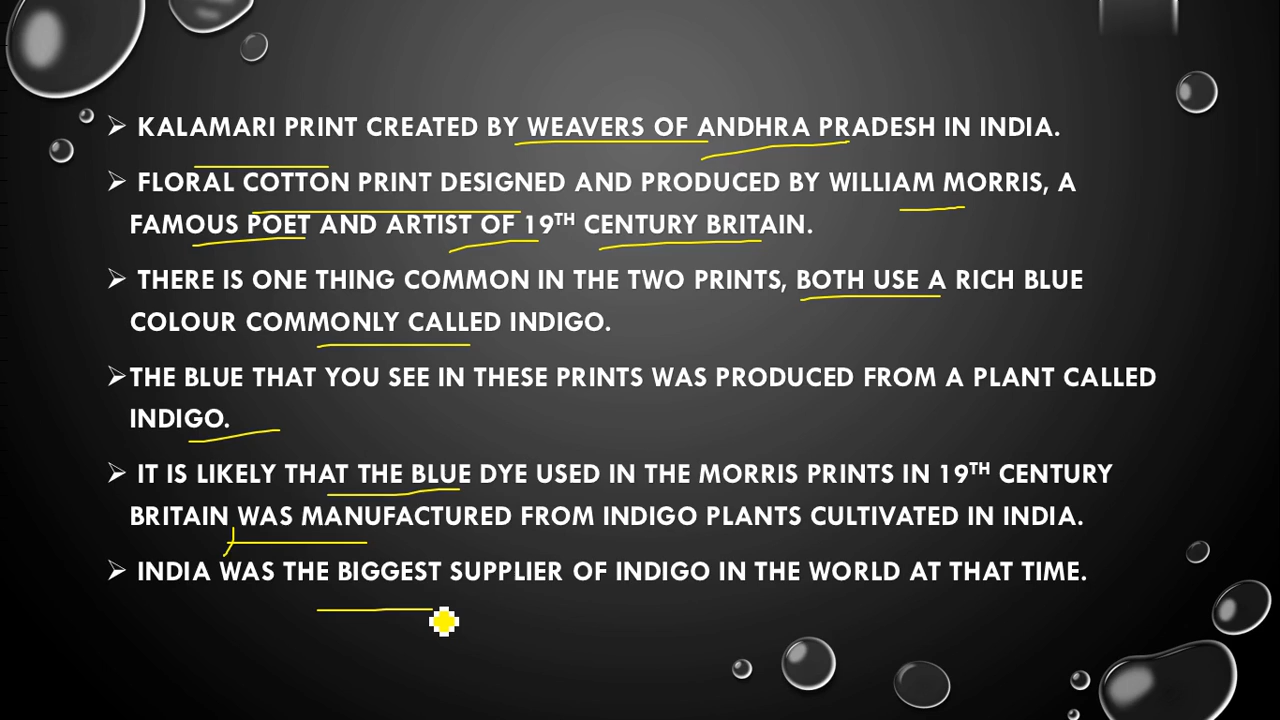 ➢ KALAMARI PRINT CREATED BY WEAVERS OF ANDHRA PRADESH IN INDIA.
➢ FLORAL COTTON PRINT DESIGNED AND PRODUCED BY WILLIAM MORRIS, A
FAMOUS POET AND ARTIST OF 19TH CENTURY BRITAIN.
➢ THERE IS ONE THING COMMON IN THE TWO PRINTS, BOTH USE A RICH BLUE
COLOUR COMMONLY CALLED INDIGO.
➢THE BLUE THAT YOU SEE IN THESE PRINTS WAS PRODUCED FROM A PLANT CALLED
INDIGO.
➢ IT IS LIKELY THAT THE BLUE DYE USED IN THE MORRIS PRINTS IN 19TH CENTURY
BRITAIN WAS MANUFACTURED FROM INDIGO PLANTS CULTIVATED IN INDIA.
➢ INDIA WAS THE BIGGEST SUPPLIER OF INDIGO IN THE WORLD AT THAT TIME.